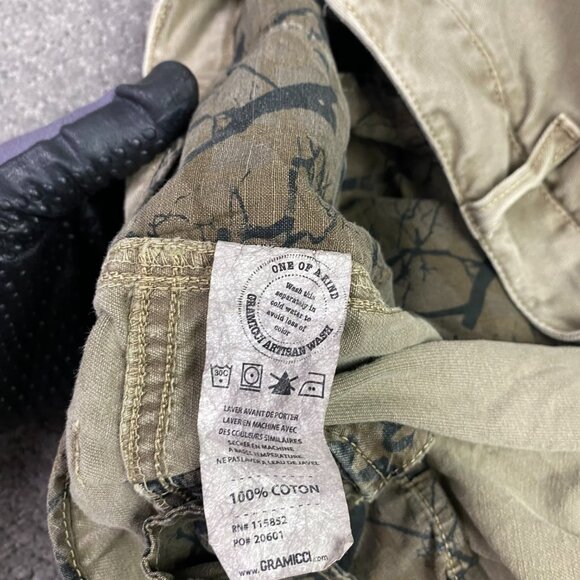 ONE OF A KIND
Wash this
separately in
cold water to
avoid loss of
color
GRAMICCI ARTISAN WASH
30C
LAVER AVANT DE PORTER
LAVER EN MACHINE AVEC
DES COULEURS SIMILAIRES
SECHER EN MACHINE
A BASSE TEMPERATURE
NE PAS LAVER A L'EAU DE JAVEL
100% COTON
RN# 115852
PO# 20601
www.GRAMICCI.com